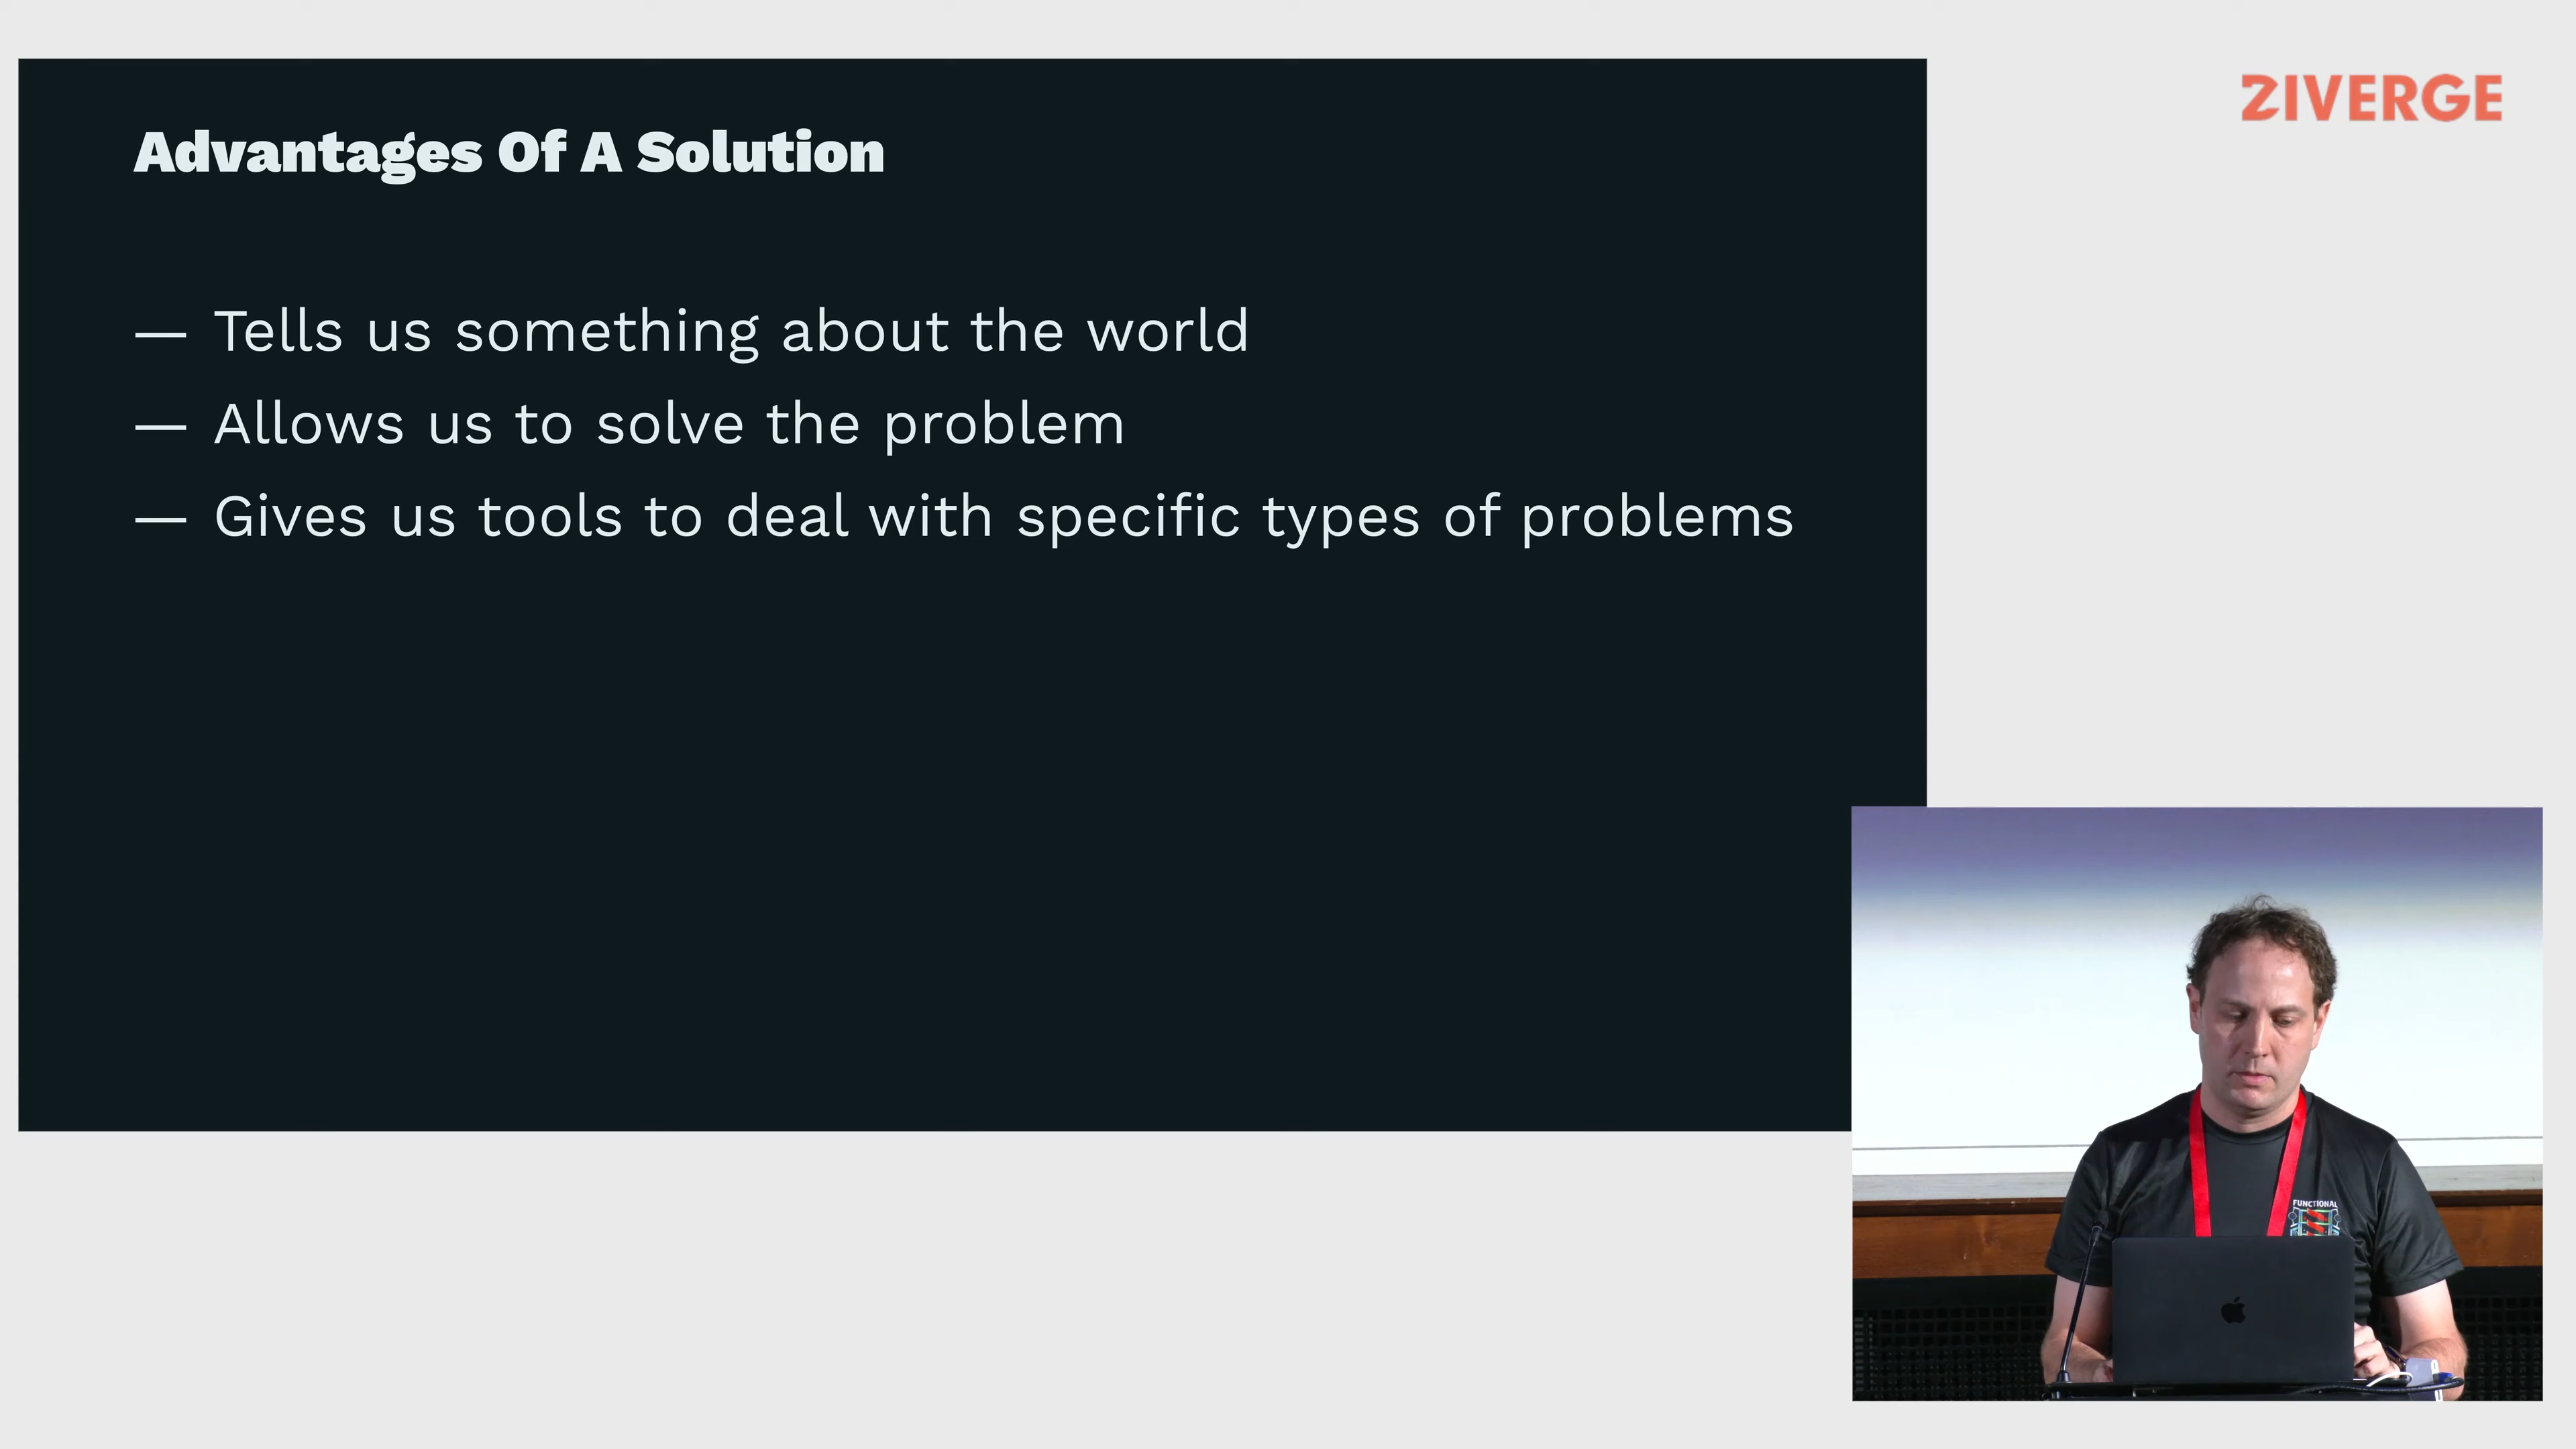 Advantages Of A Solution
— Tells us something about the world
— Allows us to solve the problem
— Gives us tools to deal with specific types of problems
ZIVERGE
FUNCTIONAL